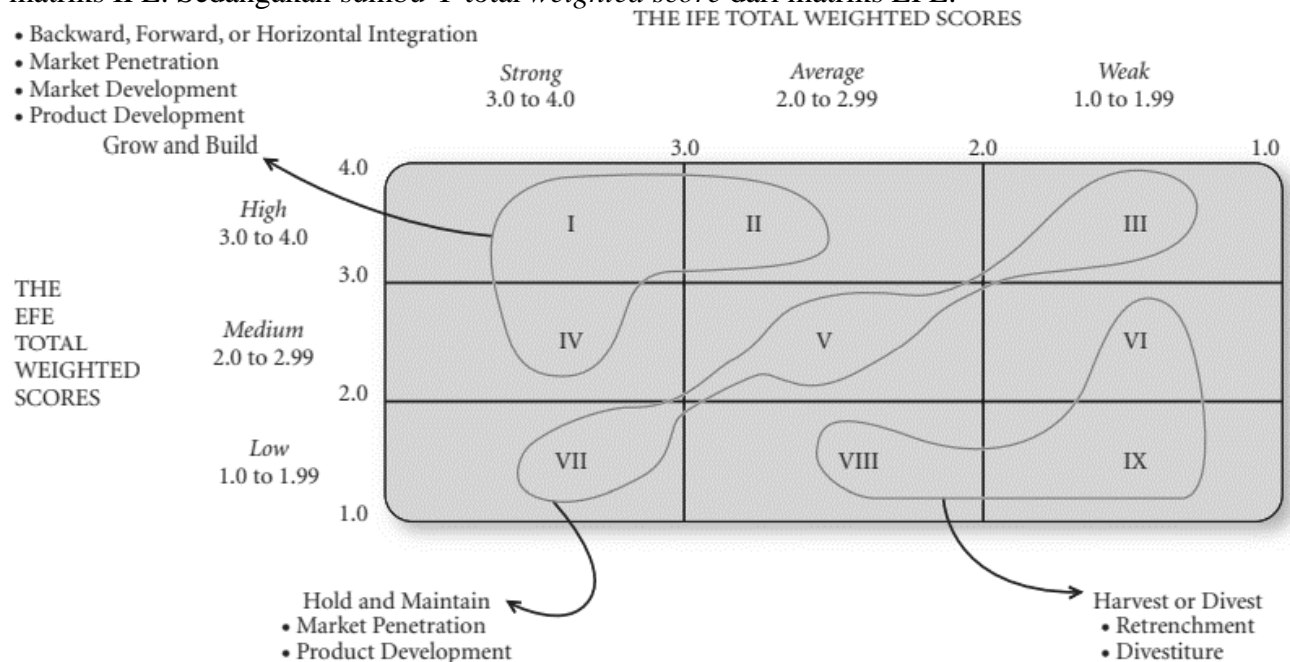 matriks IFE. Sedangakan sumbu-Y total weighted score dari matriks EFE.
THE IFE TOTAL WEIGHTED SCORES
• Backward, Forward, or Horizontal Integration
• Market Penetration
• Market Development
• Product Development
Grow and Build
Strong
3.0 to 4.0
Average
2.0 to 2.99
Weak
1.0 to 1.99
3.0
2.0
1.0
4.0
High
3.0 to 4.0
I
II
III
3.0
THE
EFE
TOTAL
WEIGHTED
SCORES
Medium
2.0 to 2.99
IV
V
VI
2.0
Low
1.0 to 1.99
VII
VIII
IX
1.0
Hold and Maintain
• Market Penetration
• Product Development
Harvest or Divest
• Retrenchment
• Divestiture